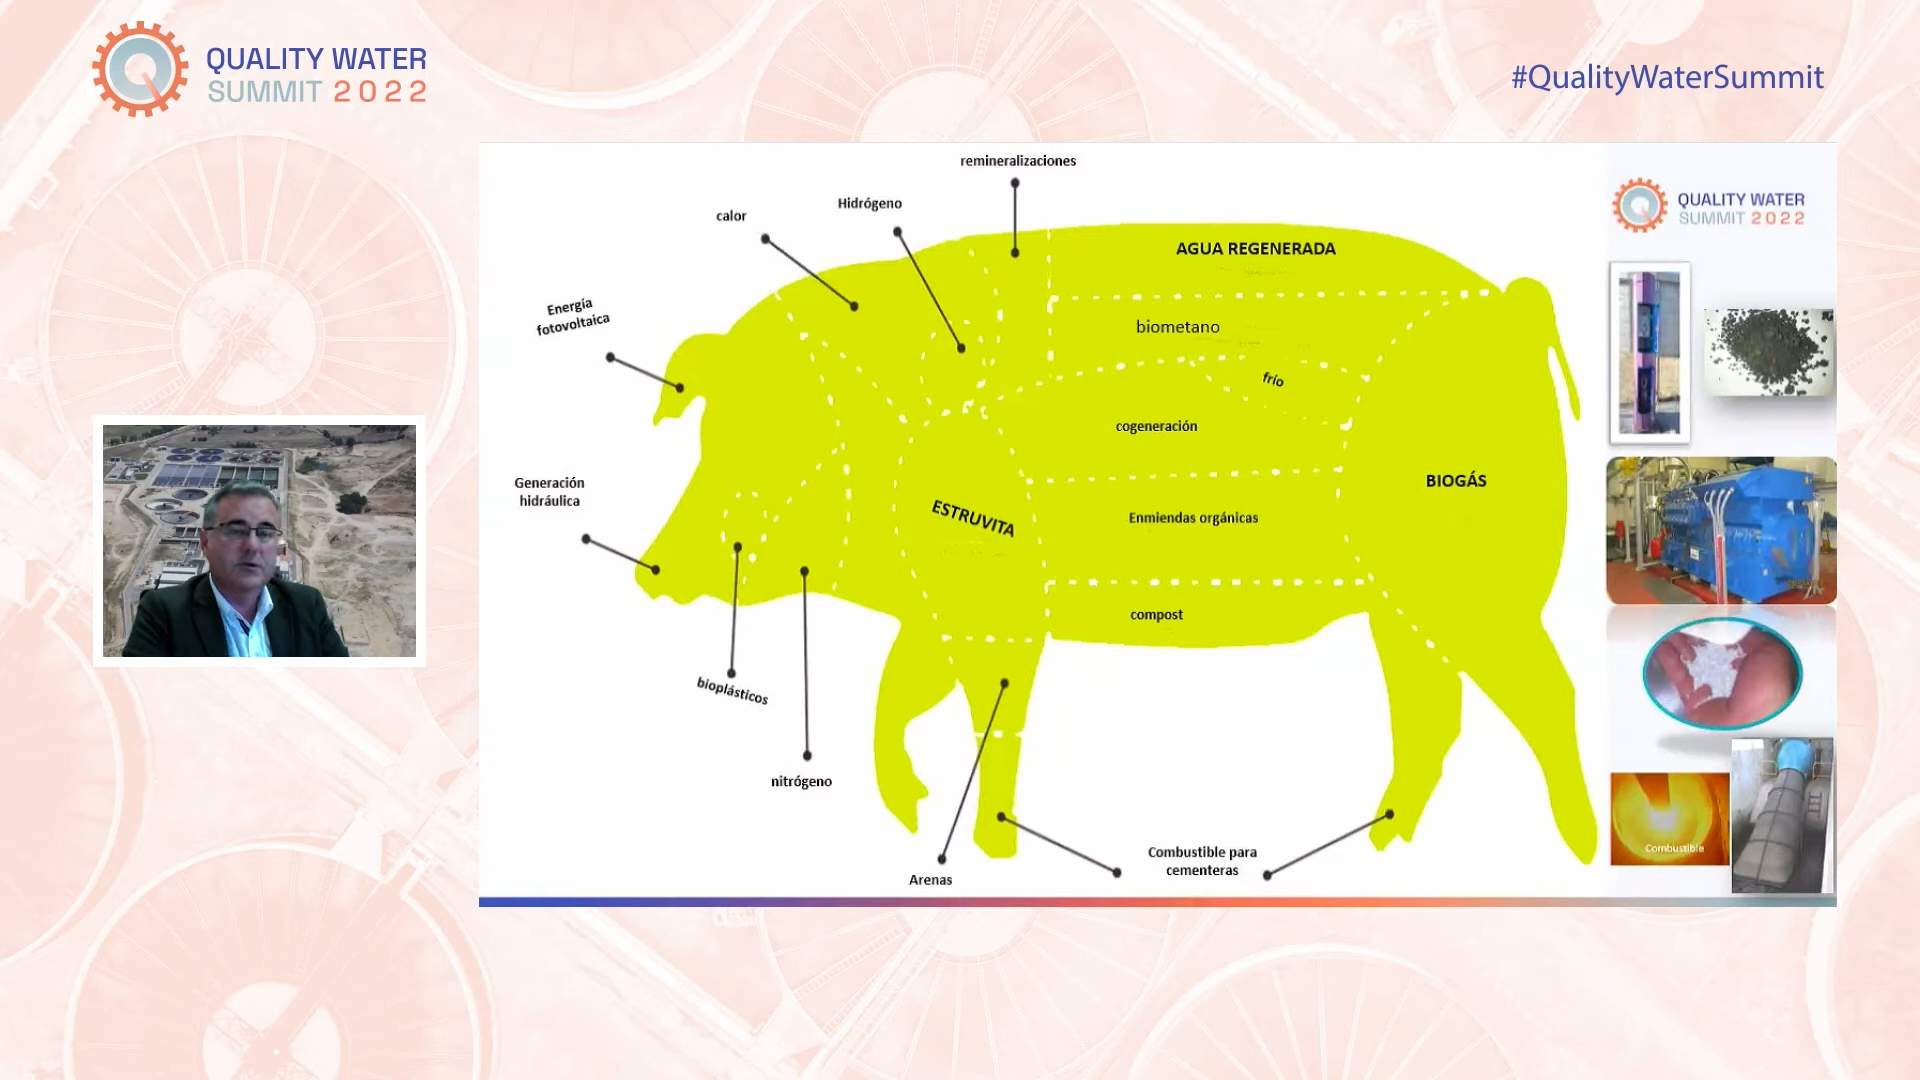 QUALITY WATER
SUMMIT 2022
#QualityWaterSummit
remineralizaciones
Hidrógeno
calor
AGUA REGENERADA
QUALITY WATER
SUMMIT 2022
Energía
fotovoltaica
biometano
frío
cogeneración
Generación
hidráulica
BIOGÁS
ESTRUVITA
Enmiendas orgánicas
compost
bioplásticos
nitrógeno
Combustible para
cementeras
Arenas
Combustible